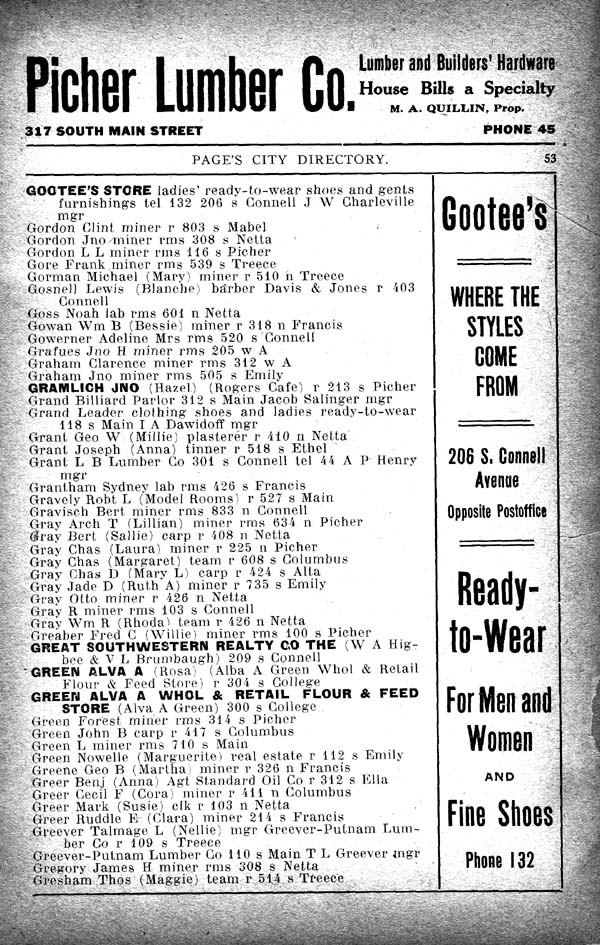 Picher Lumber Co.
Lumber and Builders' Hardware
House Bills a Specialty
M. A. QUILLIN, Prop.
317 SOUTH MAIN STREET
PHONE 45
PAGE'S CITY DIRECTORY.
53
GOOTEE'S STORE ladies' ready-to-wear shoes and gents
furnishings tel 132 206 s Connell J W Charleville
mgr
Gordon Clint miner r 803 s Mabel
Gordon Jno miner rms 308 s Netta
Gordon L L miner rms 116 s Picher
Gore Frank miner rms 539 s Treece
Gorman Michael (Mary) miner r 510 n Treece
Gosnell Lewis (Blanche) barber Davis & Jones r 403
Connell
Goss Noah lab rms 601 n Netta
Gowan Wm B (Bessie) miner r 318 n Francis
Gowerner Adeline Mrs rms 520 s Connell
Grafues Jno H miner rms 205 w A
Graham Clarence miner rms 312 w A
Graham Jno miner rms 505 s Emily
GRAMLICH JNO (Hazel) (Rogers Cafe) r 213 s Picher
Grand Billiard Parlor 312 s Main Jacob Salinger mgr
Grand Leader clothing shoes and ladies ready-to-wear
118 s Main I A Dawidoff mgr
Grant Geo W (Millie) plasterer r 410 n Netta
Grant Joseph (Anna) tinner r 518 s Ethel
Grant L B Lumber Co 301 s Connell tel 44 A P Henry
mgr
Grantham Sydney lab rms 426 s Francis
Gravely Robt L (Model Rooms) r 527 s Main
Gravisch Bert miner rms 833 n Connell
Gray Arch T (Lillian) miner rms 634 n Picher
Gray Bert (Sallie) carp r 408 n Netta
Gray Chas (Laura) miner r 225 n Picher
Gray Chas (Margaret) team r 608 s Columbus
Gray Chas D (Mary L) carp r 424 s Alta
Gray Jade D (Ruth A) miner r 735 s Emily
Gray Otto miner r 426 n Netta
Gray R miner rms 103 s Connell
Gray Wm R (Rhoda) team r 426 n Netta
Greaber Fred C (Willie) miner rms 100 s Picher
GREAT SOUTHWESTERN REALTY CO THE (W A Hig-
bee & V L Brumbaugh) 209 s Connell
GREEN ALVA A (Rosa) (Alba A Green Whol & Retail
Flour & Feed Store) r 304 s College
GREEN ALVA A WHOL & RETAIL FLOUR & FEED
STORE (Alva A Green) 300 s College
Green Forest miner rms 314 s Picher
Green John B carp r 417 s Columbus
Green L miner rms 710 s Main
Green Nowelle (Marguerite) real estate r 112 s Emily
Greene Geo B (Martha) miner r 326 n Francis
Greer Benj (Anna) Agt Standard Oil Co r 312 s Ella
Greer Cecil F (Cora) miner r 411 n Columbus
Greer Mark (Susie) clk r 103 n Netta
Greer Ruddle E (Clara) miner 214 s Francis
Greever Talmage L (Nellie) mgr Greever-Putnam Lum-
ber Co r 109 s Treece
Greever-Putnam Lumber Co 110 s Main T L Greever mgr
Gregory James H miner rms 308 s Netta
Gresham Thos (Maggie) team r 514 s Treece
Gootee's
WHERE THE
STYLES
COME
FROM
206 S. Connell
Avenue
Opposite Postoffice
Ready-
to-Wear
For Men and
Women
AND
Fine Shoes
Phone 132